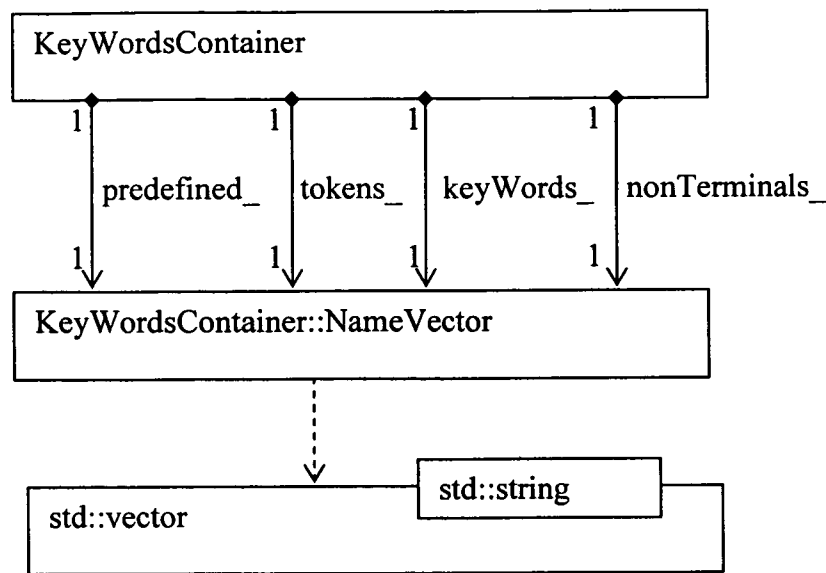 KeyWordsContainer
1 1 1 1
predefined_ tokens_ keyWords_ nonTerminals_
1 1 1 1
KeyWordsContainer::NameVector
std::string
std::vector